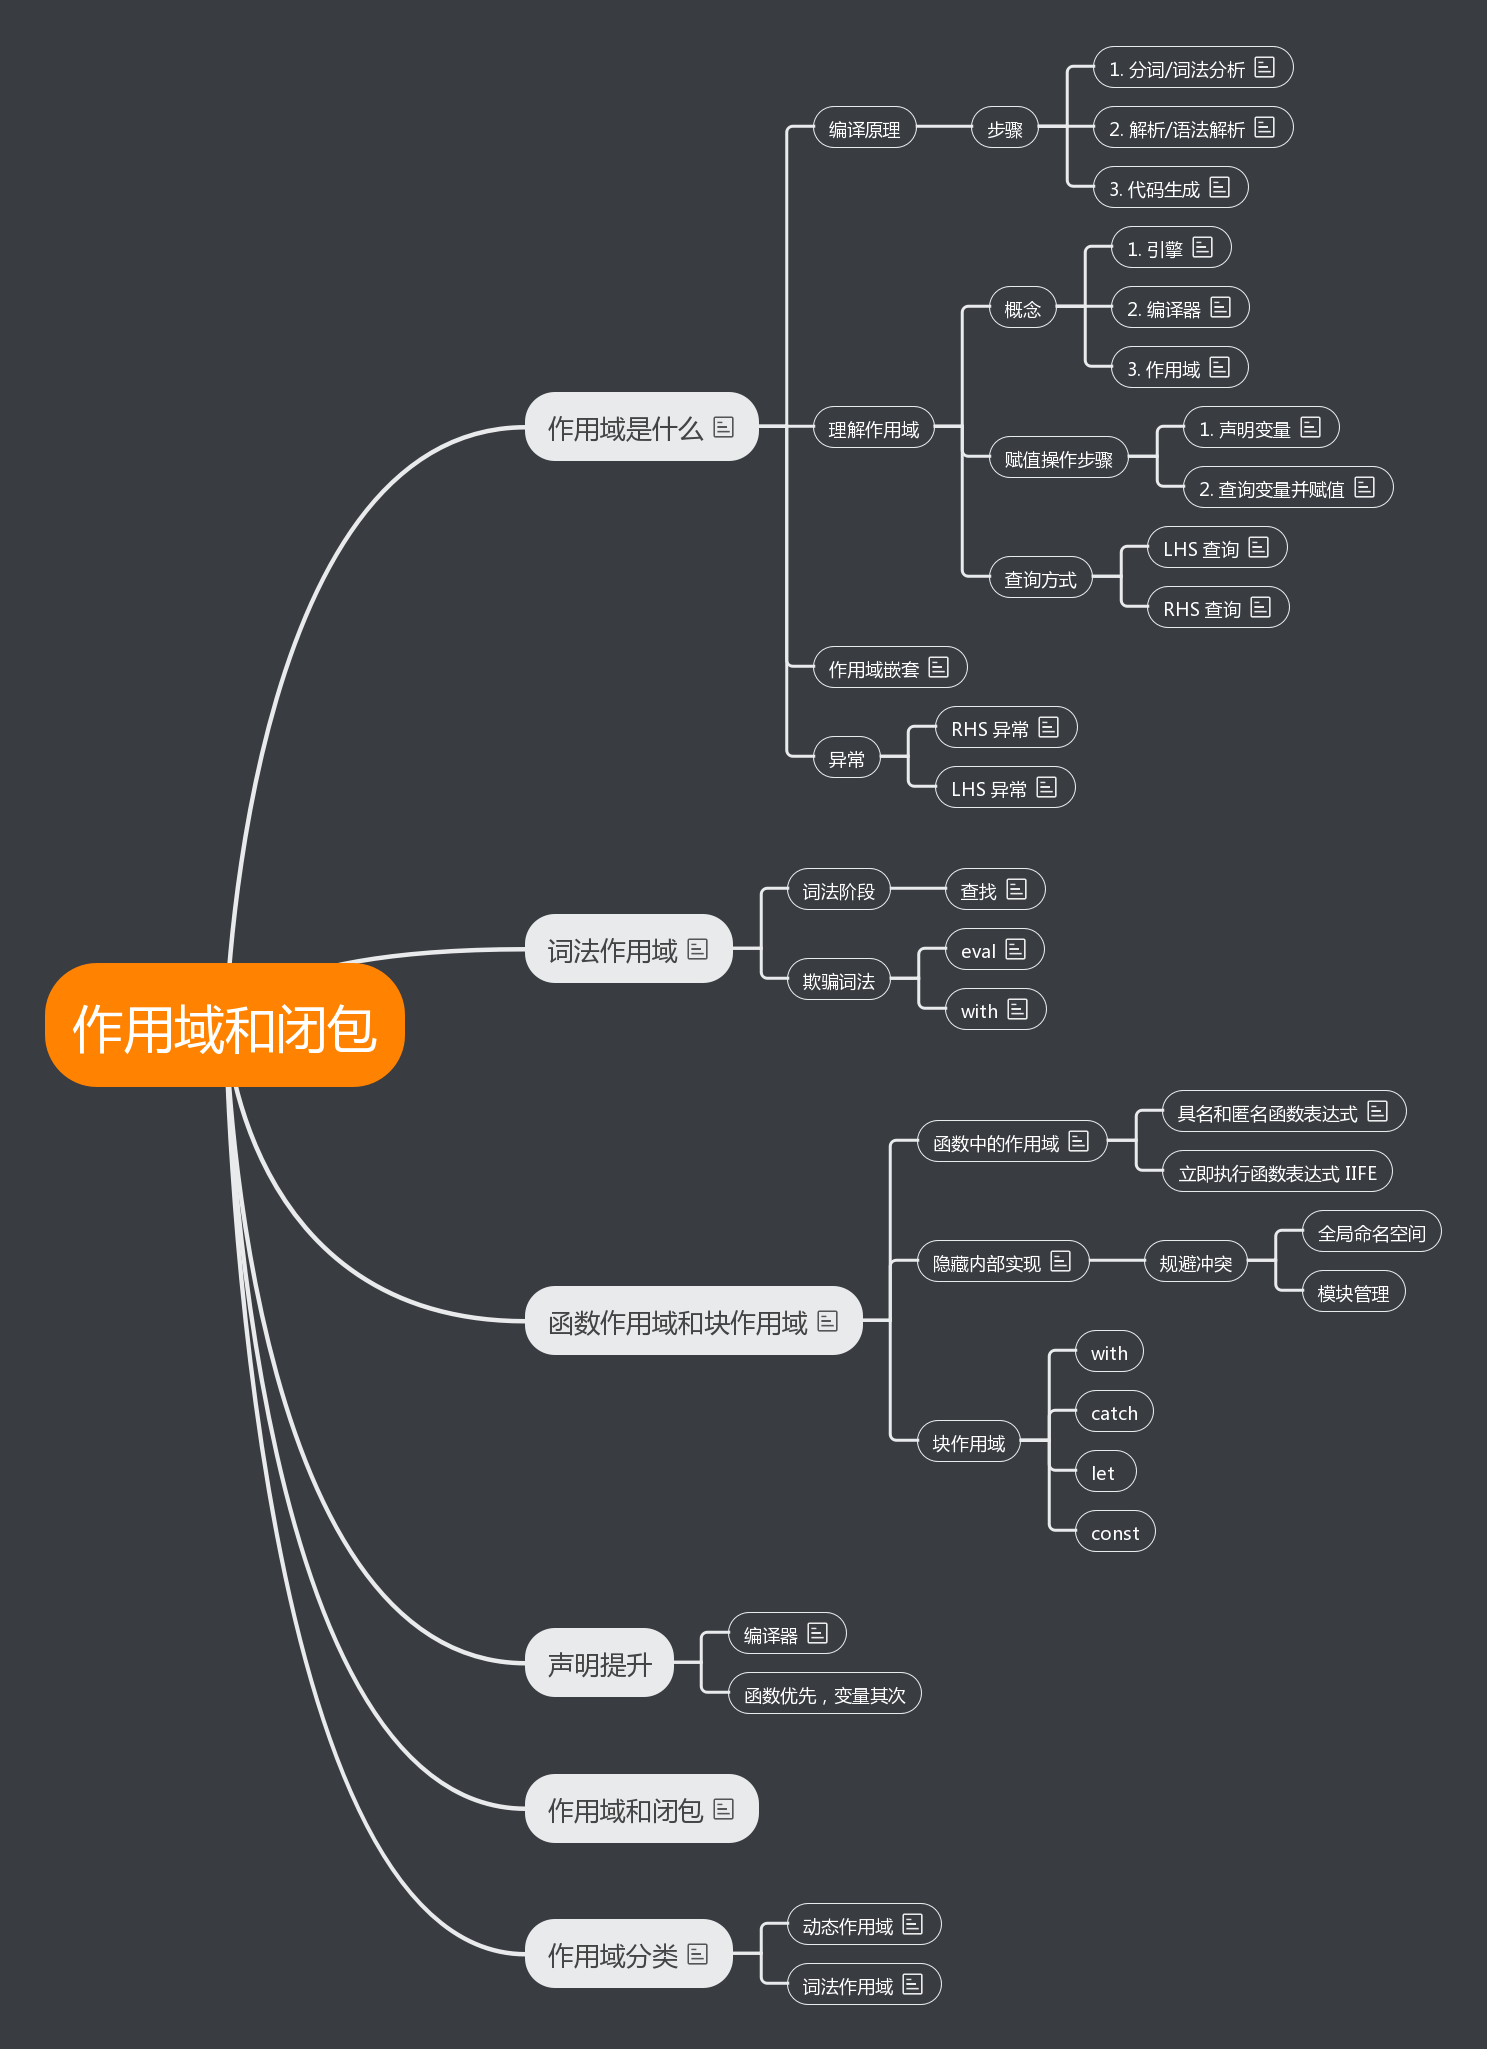 作用域和闭包
作用域是什么
编译原理
步骤
1. 分词/词法分析
2. 解析/语法解析
3. 代码生成
理解作用域
概念
1. 引擎
2. 编译器
3. 作用域
赋值操作步骤
1. 声明变量
2. 查询变量并赋值
查询方式
LHS 查询
RHS 查询
作用域嵌套
异常
RHS 异常
LHS 异常
词法作用域
词法阶段
查找
欺骗词法
eval
with
函数作用域和块作用域
函数中的作用域
具名和匿名函数表达式
立即执行函数表达式 IIFE
隐藏内部实现
规避冲突
全局命名空间
模块管理
块作用域
with
catch
let
const
声明提升
编译器
函数优先，变量其次
作用域和闭包
作用域分类
动态作用域
词法作用域